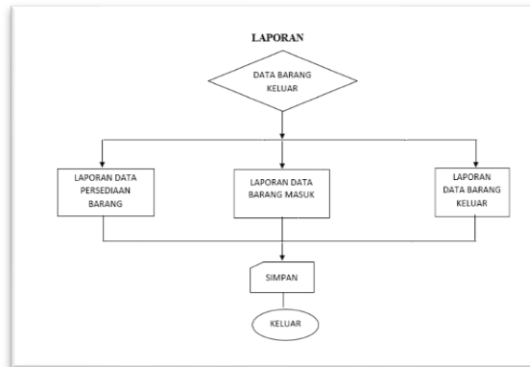 LAPORAN
DATA BARANG
KELUAR
LAPORAN DATA
PERSEDIAAN
BARANG
LAPORAN DATA
BARANG MASUK
LAPORAN
DATA BARANG
KELUAR
SIMPAN
KELUAR